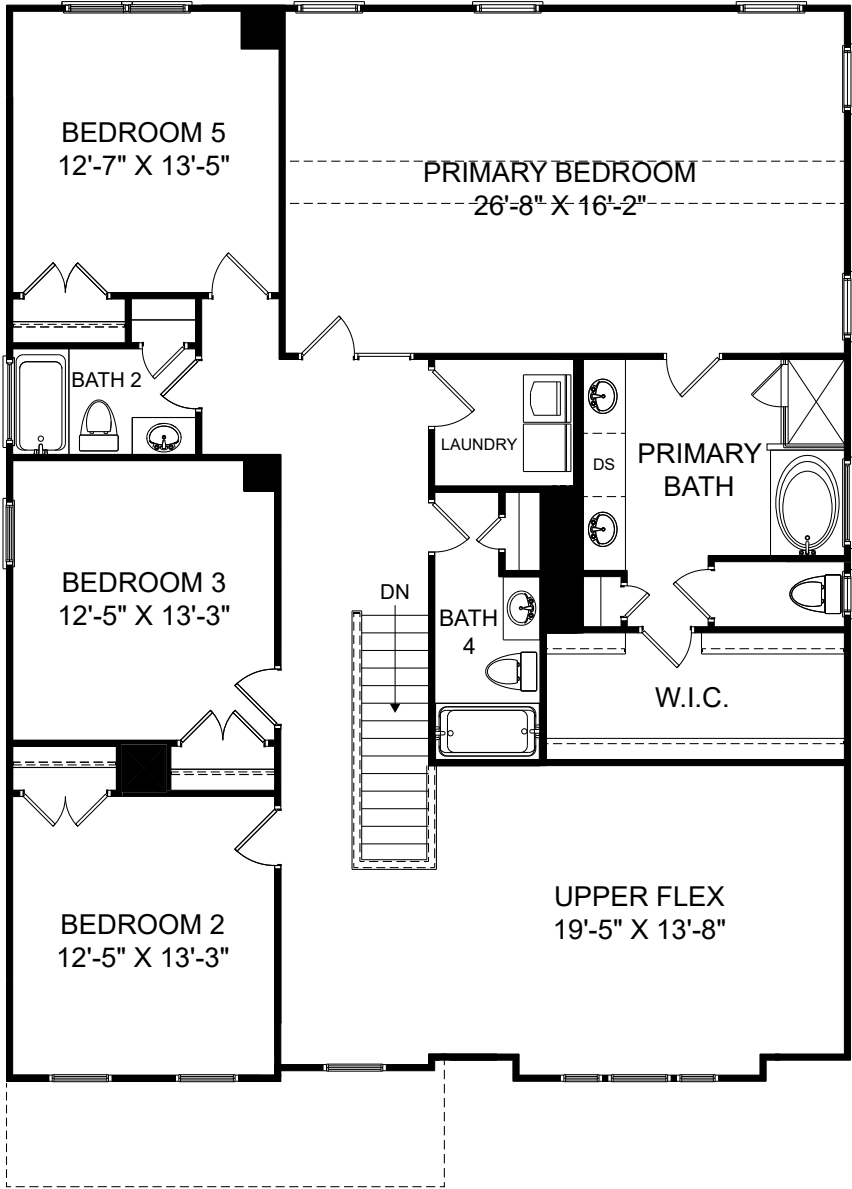 BEDROOM 5
12'-7" X 13'-5"
PRIMARY BEDROOM
26'-8" X 16'-2"
BATH 2
LAUNDRY
DS
PRIMARY
BATH
BEDROOM 3
12'-5" X 13'-3"
DN
BATH
4
W.I.C.
UPPER FLEX
19'-5" X 13'-8"
BEDROOM 2
12'-5" X 13'-3"